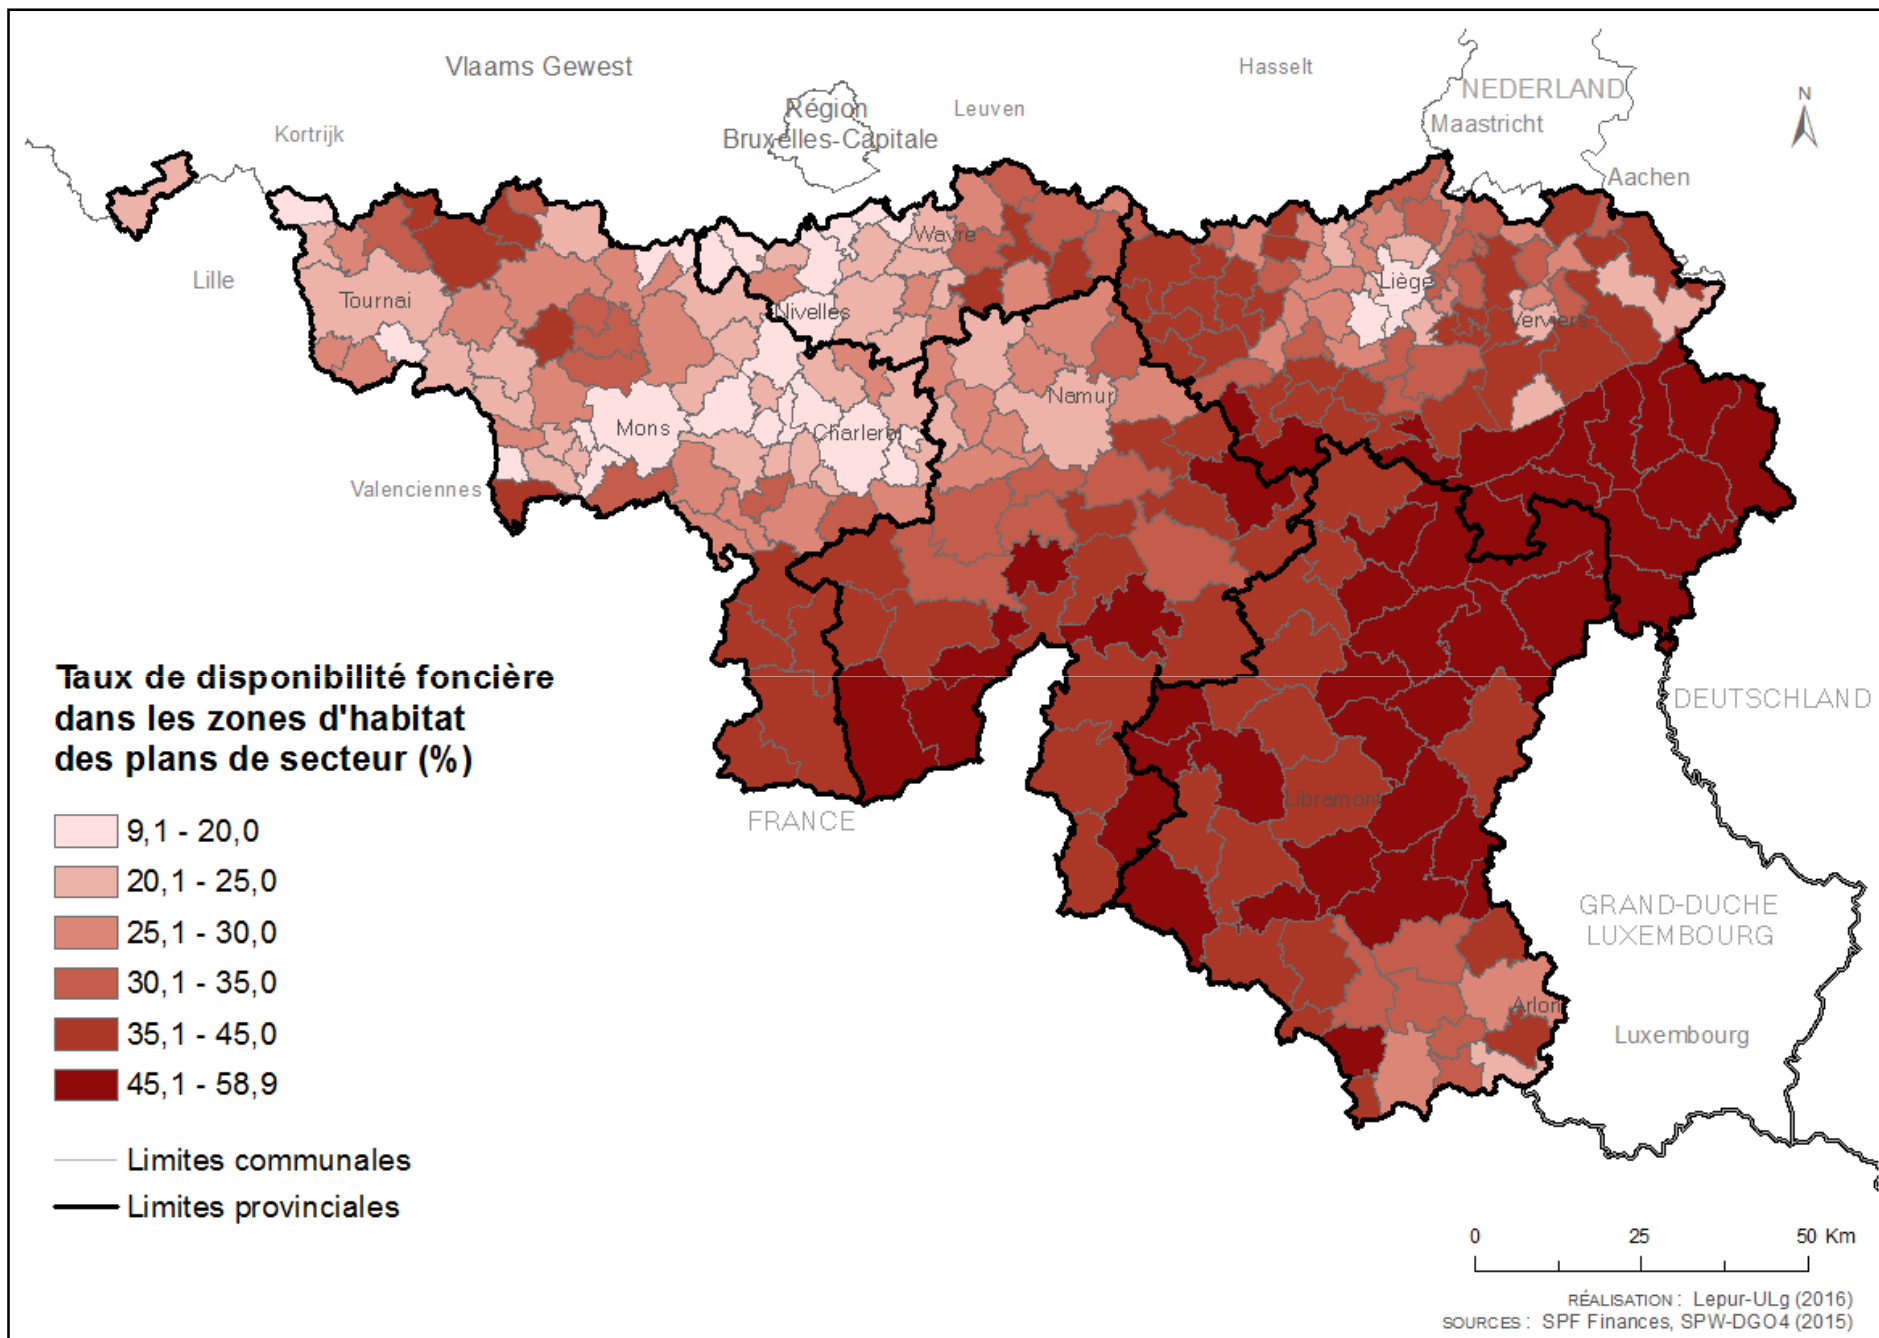 Vlaams Gewest
Hasselt
NEDERLAND
N
Région
Bruxelles-Capitale
Leuven
Kortrijk
Maastricht
Aachen
Wavre
Lille
Tournai
Nivelles
Liège
Verviers
Namur
Mons
Charleroi
Valenciennes
Taux de disponibilité foncière
dans les zones d'habitat
des plans de secteur (%)
DEUTSCHLAND
Libramont
FRANCE
9,1 - 20,0
20,1 - 25,0
25,1 - 30,0
30,1 - 35,0
35,1 - 45,0
45,1 - 58,9
GRAND-DUCHE
LUXEMBOURG
Arlon
Luxembourg
Limites communales
Limites provinciales
0 25 50 Km
RÉALISATION : Lepur-ULg (2016)
SOURCES : SPF Finances, SPW-DGO4 (2015)